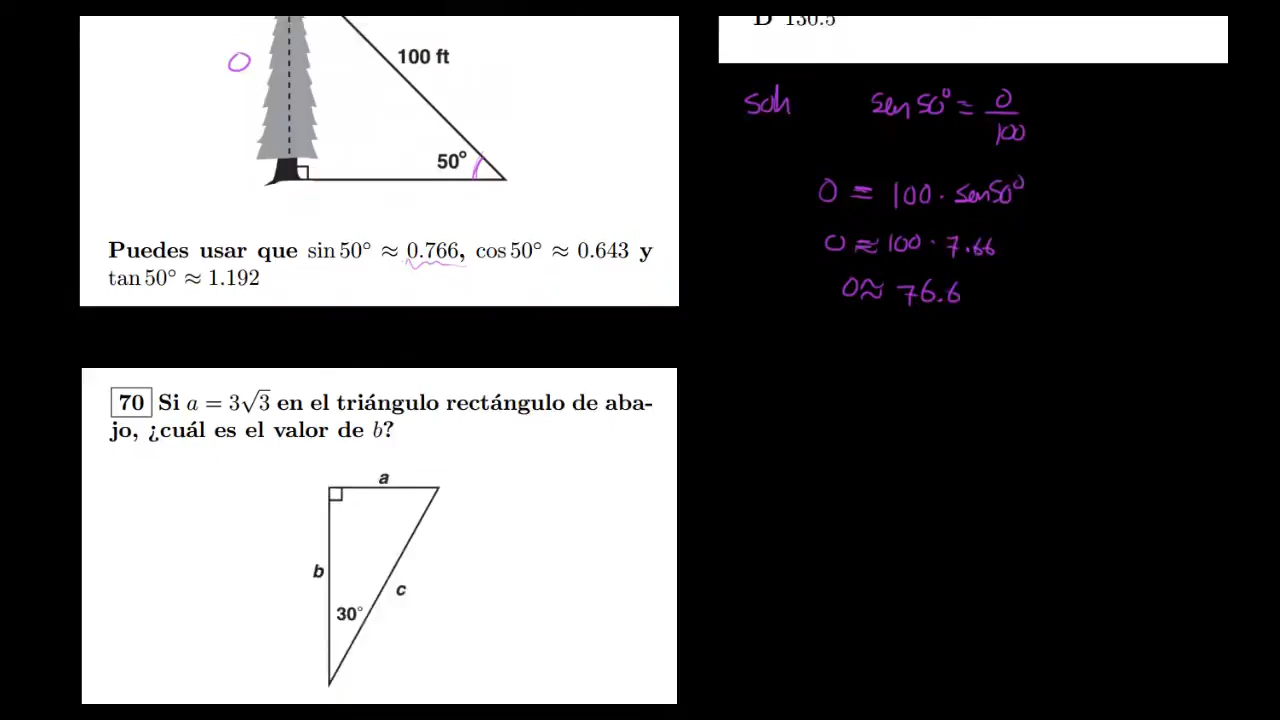 O
100 ft
50°
Puedes usar que sin 50° ≈ 0.766, cos 50° ≈ 0.643 y
tan 50° ≈ 1.192
70 Si a = 3√3 en el triángulo rectángulo de aba-
jo, ¿cuál es el valor de b?
a
b
c
30°
D 130.5
Soh sen 50° = O/100
O = 100 · sen 50°
O ≈ 100 · 7.66
O ≈ 76.6